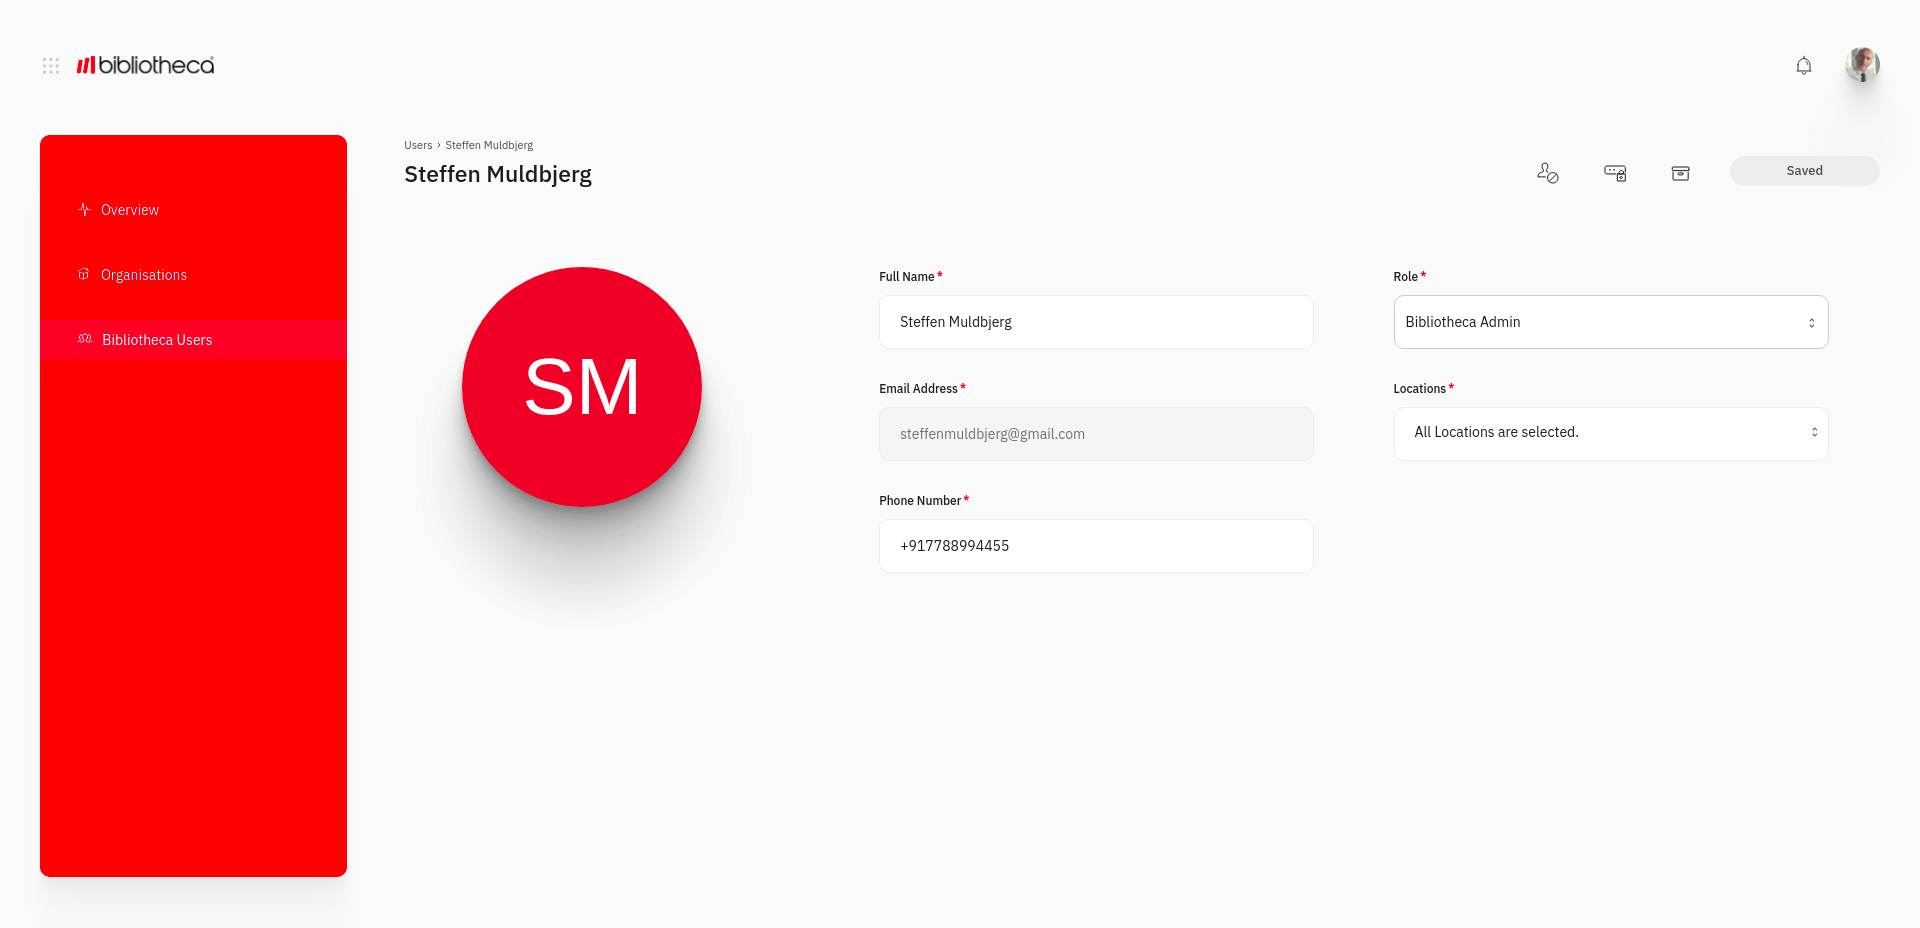 bibliotheca
Overview
Organisations
Bibliotheca Users
Users › Steffen Muldbjerg
Steffen Muldbjerg
Saved
SM
Full Name *
Steffen Muldbjerg
Role *
Bibliotheca Admin
Email Address *
steffenmuldbjerg@gmail.com
Locations *
All Locations are selected.
Phone Number *
+917788994455